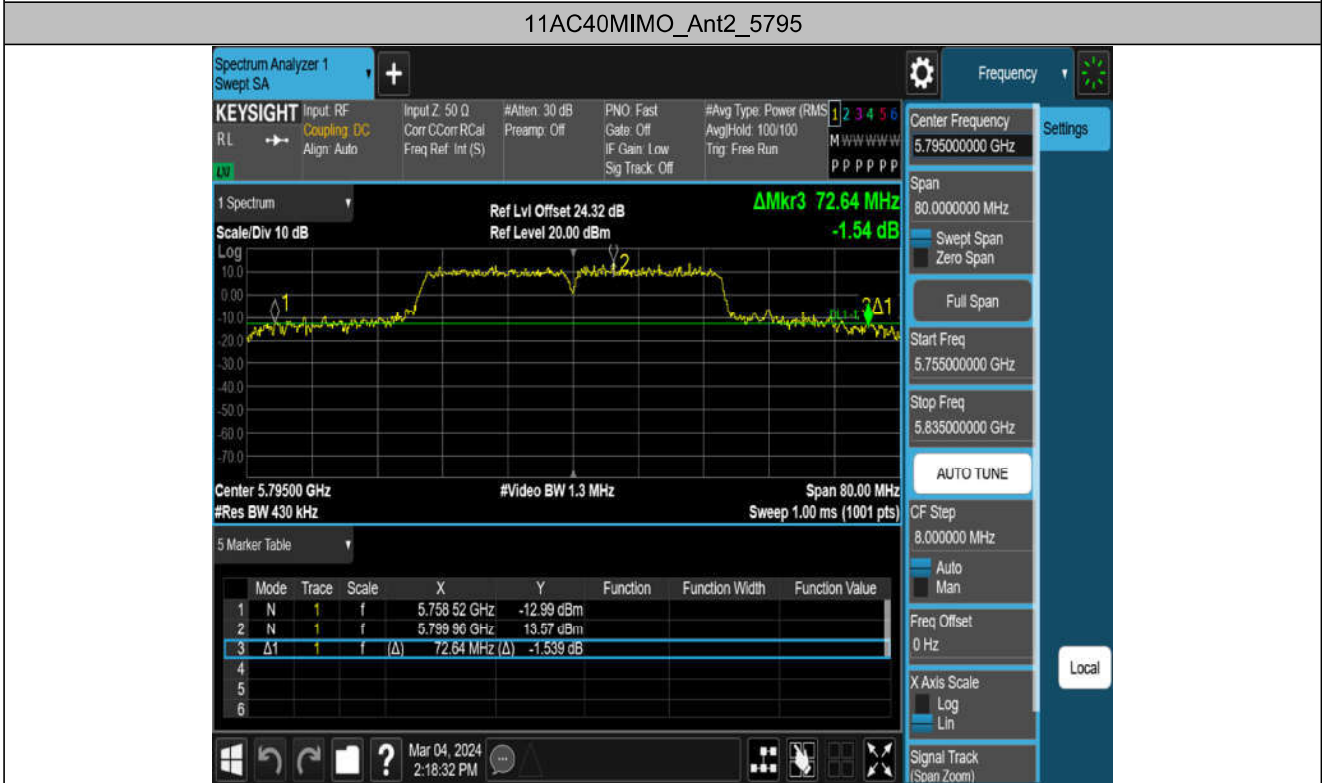 11AC40MIMO_Ant2_5795
Spectrum Analyzer 1
Swept SA
+
Frequency
KEYSIGHT
RL
Input: RF
Coupling: DC
Align: Auto
Input Z: 50 Ω
Corr CCorr RCal
Freq Ref: Int (S)
#Atten: 30 dB
Preamp: Off
PNO: Fast
Gate: Off
IF Gain: Low
Sig Track: Off
#Avg Type: Power (RMS
Avg|Hold: 100/100
Trig: Free Run
1 2 3 4 5 6
M W W W W W
P P P P P P
Center Frequency
5.795000000 GHz
Settings
Span
80.0000000 MHz
Swept Span
Zero Span
Full Span
Start Freq
5.755000000 GHz
Stop Freq
5.835000000 GHz
AUTO TUNE
CF Step
8.000000 MHz
Auto
Man
Freq Offset
0 Hz
X Axis Scale
Log
Lin
Signal Track
(Span Zoom)
Local
1 Spectrum
Scale/Div 10 dB
Ref Lvl Offset 24.32 dB
Ref Level 20.00 dBm
ΔMkr3 72.64 MHz
-1.54 dB
Log
10.0
0.00
-10.0
-20.0
-30.0
-40.0
-50.0
-60.0
-70.0
1
2
3Δ1
Center 5.79500 GHz
#Video BW 1.3 MHz
Span 80.00 MHz
#Res BW 430 kHz
Sweep 1.00 ms (1001 pts)
5 Marker Table
Mode Trace Scale X Y Function Function Width Function Value
1 N 1 f 5.758 52 GHz -12.99 dBm
2 N 1 f 5.799 96 GHz 13.57 dBm
3 Δ1 1 f (Δ) 72.64 MHz (Δ) -1.539 dB
4
5
6
?
Mar 04, 2024
2:18:32 PM